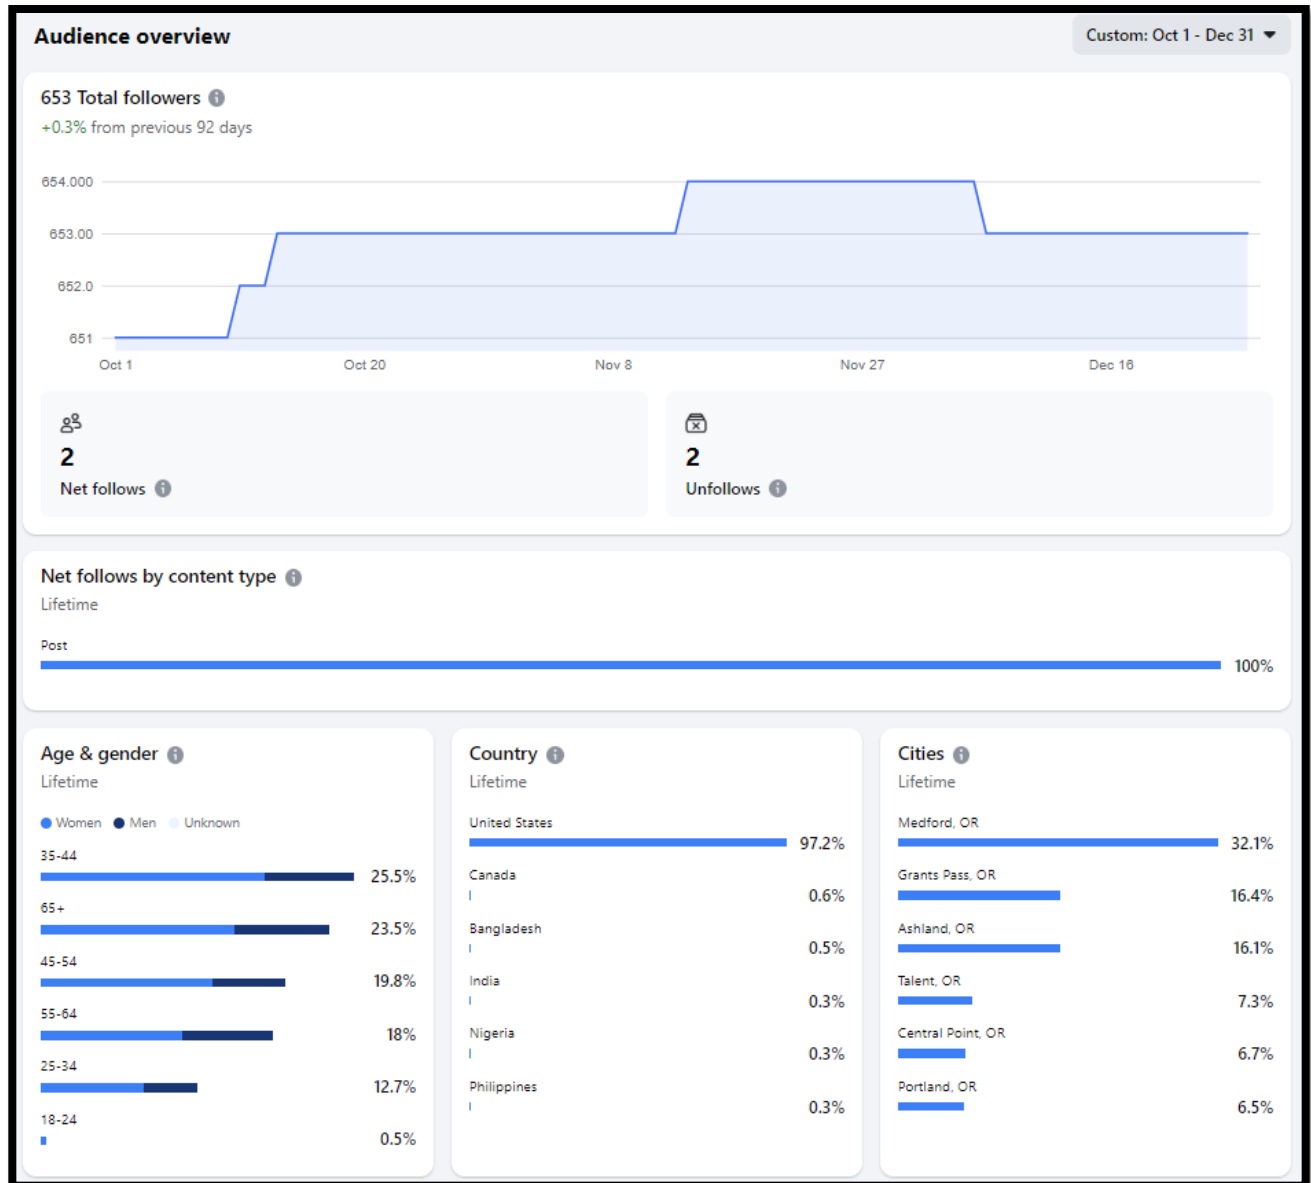 Audience overview
Custom: Oct 1 - Dec 31
653 Total followers
+0.3% from previous 92 days
654.000
653.00
652.0
651
Oct 1 Oct 20 Nov 8 Nov 27 Dec 16
2
Net follows
2
Unfollows
Net follows by content type
Lifetime
Post
100%
Age & gender
Lifetime
Women Men Unknown
35-44
25.5%
65+
23.5%
45-54
19.8%
55-64
18%
25-34
12.7%
18-24
0.5%
Country
Lifetime
United States
97.2%
Canada
0.6%
Bangladesh
0.5%
India
0.3%
Nigeria
0.3%
Philippines
0.3%
Cities
Lifetime
Medford, OR
32.1%
Grants Pass, OR
16.4%
Ashland, OR
16.1%
Talent, OR
7.3%
Central Point, OR
6.7%
Portland, OR
6.5%